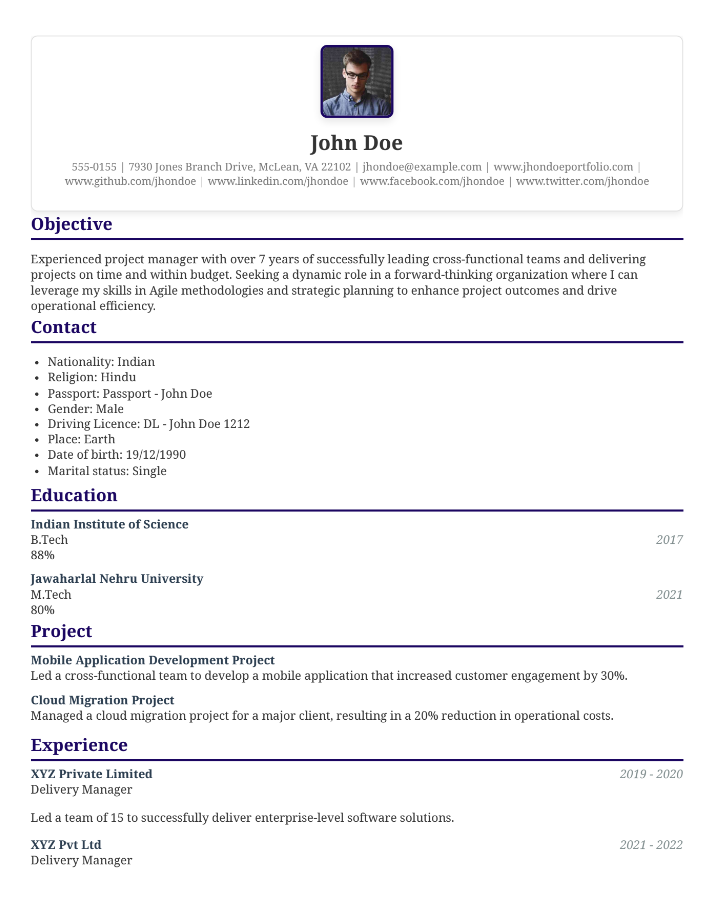 John Doe
555-0155 | 7930 Jones Branch Drive, McLean, VA 22102 | jhondoe@example.com | www.jhondoeportfolio.com |
www.github.com/jhondoe | www.linkedin.com/jhondoe | www.facebook.com/jhondoe | www.twitter.com/jhondoe
Objective
Experienced project manager with over 7 years of successfully leading cross-functional teams and delivering
projects on time and within budget. Seeking a dynamic role in a forward-thinking organization where I can
leverage my skills in Agile methodologies and strategic planning to enhance project outcomes and drive
operational efficiency.
Contact
• Nationality: Indian
• Religion: Hindu
• Passport: Passport - John Doe
• Gender: Male
• Driving Licence: DL - John Doe 1212
• Place: Earth
• Date of birth: 19/12/1990
• Marital status: Single
Education
Indian Institute of Science
B.Tech 2017
88%
Jawaharlal Nehru University
M.Tech 2021
80%
Project
Mobile Application Development Project
Led a cross-functional team to develop a mobile application that increased customer engagement by 30%.
Cloud Migration Project
Managed a cloud migration project for a major client, resulting in a 20% reduction in operational costs.
Experience
XYZ Private Limited 2019 - 2020
Delivery Manager
Led a team of 15 to successfully deliver enterprise-level software solutions.
XYZ Pvt Ltd 2021 - 2022
Delivery Manager